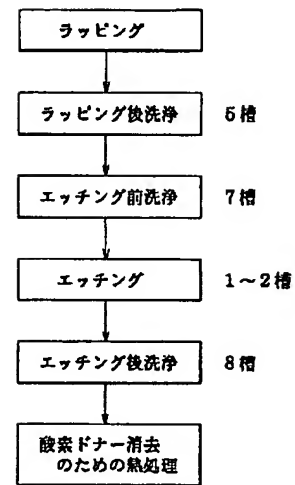 ラッピング
ラッピング後洗浄 5槽
エッチング前洗浄 7槽
エッチング 1~2槽
エッチング後洗浄 8槽
酸素ドナー消去
のための熱処理